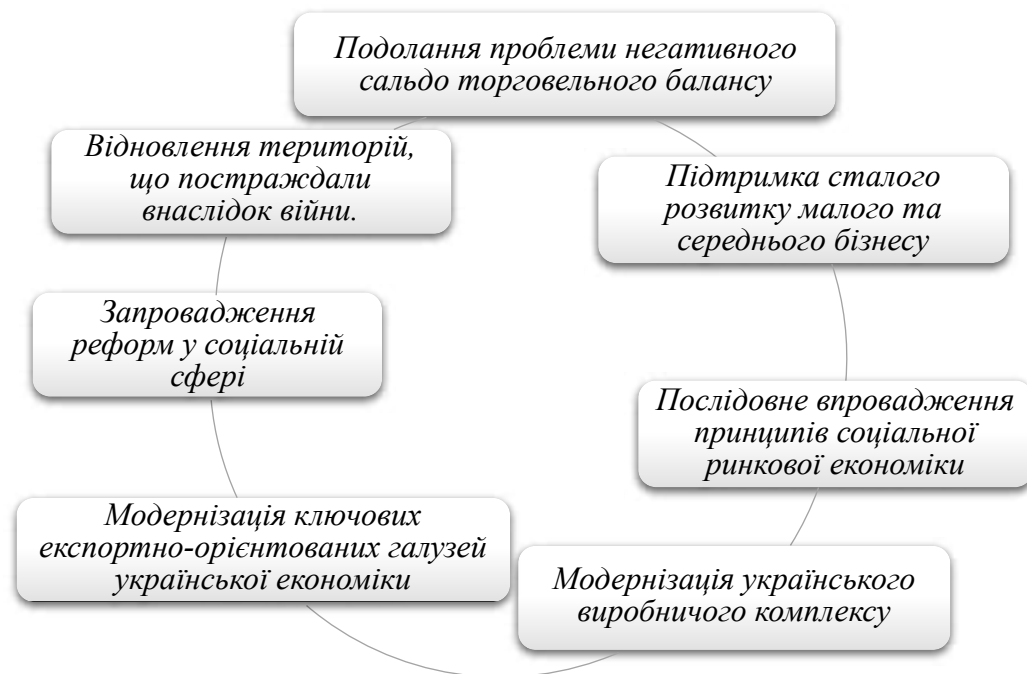 Подолання проблеми негативного
сальдо торговельного балансу
Підтримка сталого
розвитку малого та
середнього бізнесу
Послідовне впровадження
принципів соціальної
ринкової економіки
Модернізація українського
виробничого комплексу
Модернізація ключових
експортно-орієнтованих галузей
української економіки
Запровадження
реформ у соціальній
сфері
Відновлення територій,
що постраждали
внаслідок війни.